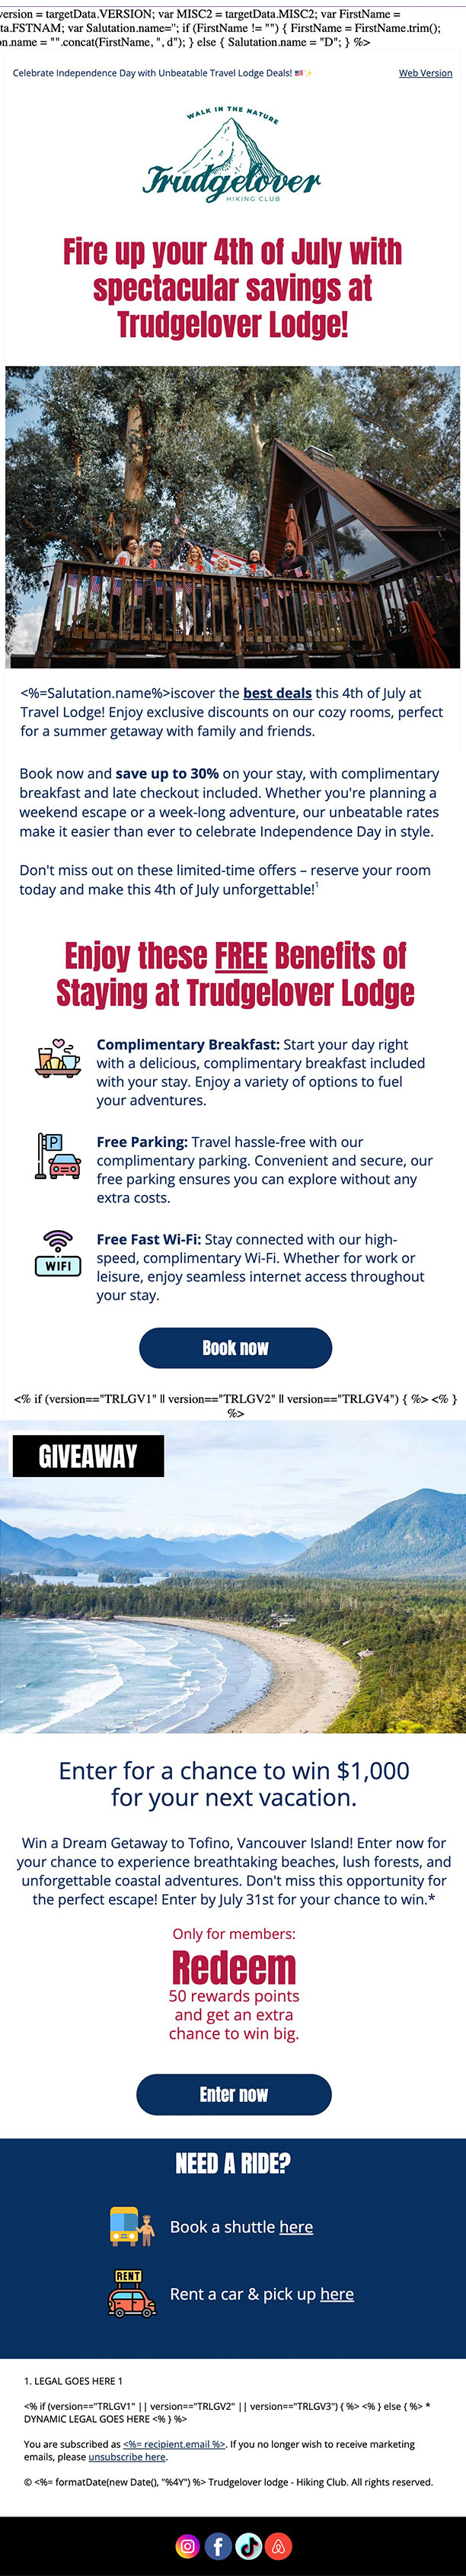 version = targetData.VERSION; var MISC2 = targetData.MISC2; var FirstName =
ta.FSTNAM; var Salutation.name=''; if (FirstName != "") { FirstName = FirstName.trim();
on.name = "".concat(FirstName, ", d"); } else { Salutation.name = "D"; } %>
Celebrate Independence Day with Unbeatable Travel Lodge Deals! 🇺🇸✨
Web Version
WALK IN THE NATURE
Trudgelover
HIKING CLUB
Fire up your 4th of July with
spectacular savings at
Trudgelover Lodge!
<%=Salutation.name%>iscover the best deals this 4th of July at
Travel Lodge! Enjoy exclusive discounts on our cozy rooms, perfect
for a summer getaway with family and friends.
Book now and save up to 30% on your stay, with complimentary
breakfast and late checkout included. Whether you're planning a
weekend escape or a week-long adventure, our unbeatable rates
make it easier than ever to celebrate Independence Day in style.
Don't miss out on these limited-time offers – reserve your room
today and make this 4th of July unforgettable!¹
Enjoy these FREE Benefits of
Staying at Trudgelover Lodge
Complimentary Breakfast: Start your day right
with a delicious, complimentary breakfast included
with your stay. Enjoy a variety of options to fuel
your adventures.
P
Free Parking: Travel hassle-free with our
complimentary parking. Convenient and secure, our
free parking ensures you can explore without any
extra costs.
WIFI
Free Fast Wi-Fi: Stay connected with our high-
speed, complimentary Wi-Fi. Whether for work or
leisure, enjoy seamless internet access throughout
your stay.
Book now
<% if (version=="TRLGV1" || version=="TRLGV2" || version=="TRLGV4") { %> <% }
%>
GIVEAWAY
Enter for a chance to win $1,000
for your next vacation.
Win a Dream Getaway to Tofino, Vancouver Island! Enter now for
your chance to experience breathtaking beaches, lush forests, and
unforgettable coastal adventures. Don't miss this opportunity for
the perfect escape! Enter by July 31st for your chance to win.*
Only for members:
Redeem
50 rewards points
and get an extra
chance to win big.
Enter now
NEED A RIDE?
Book a shuttle here
RENT
Rent a car & pick up here
1. LEGAL GOES HERE 1
<% if (version=="TRLGV1" || version=="TRLGV2" || version=="TRLGV3") { %> <% } else { %> *
DYNAMIC LEGAL GOES HERE <% } %>
You are subscribed as <%= recipient.email %>. If you no longer wish to receive marketing
emails, please unsubscribe here.
© <%= formatDate(new Date(), "%4Y") %> Trudgelover lodge - Hiking Club. All rights reserved.